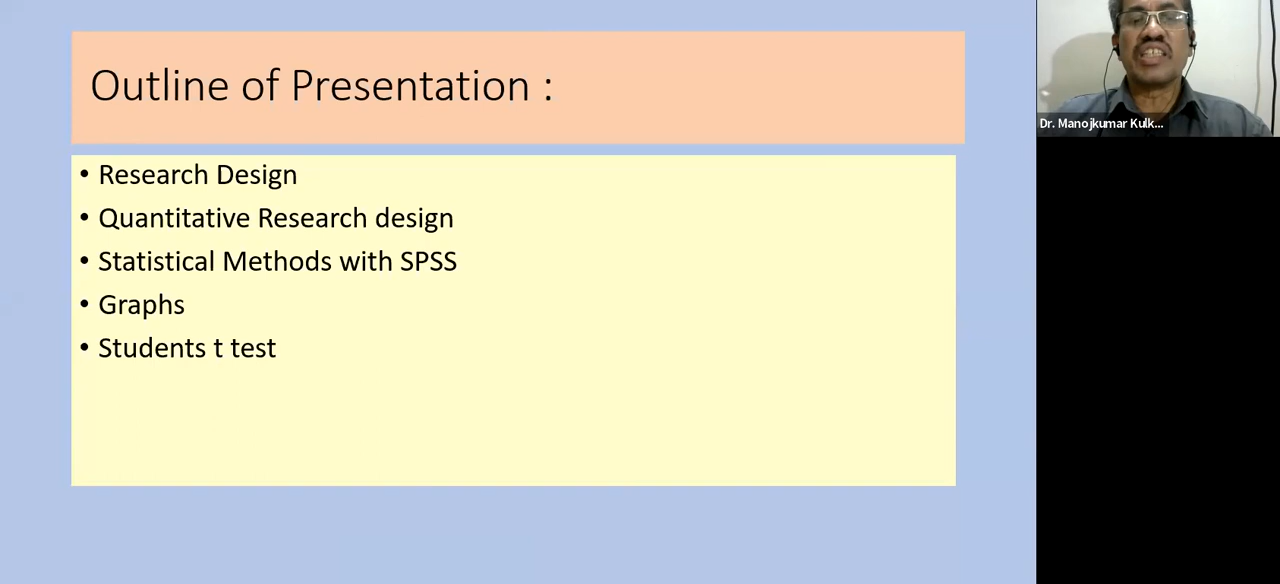 Outline of Presentation :
• Research Design
• Quantitative Research design
• Statistical Methods with SPSS
• Graphs
• Students t test
Dr. Manojkumar Kulk...